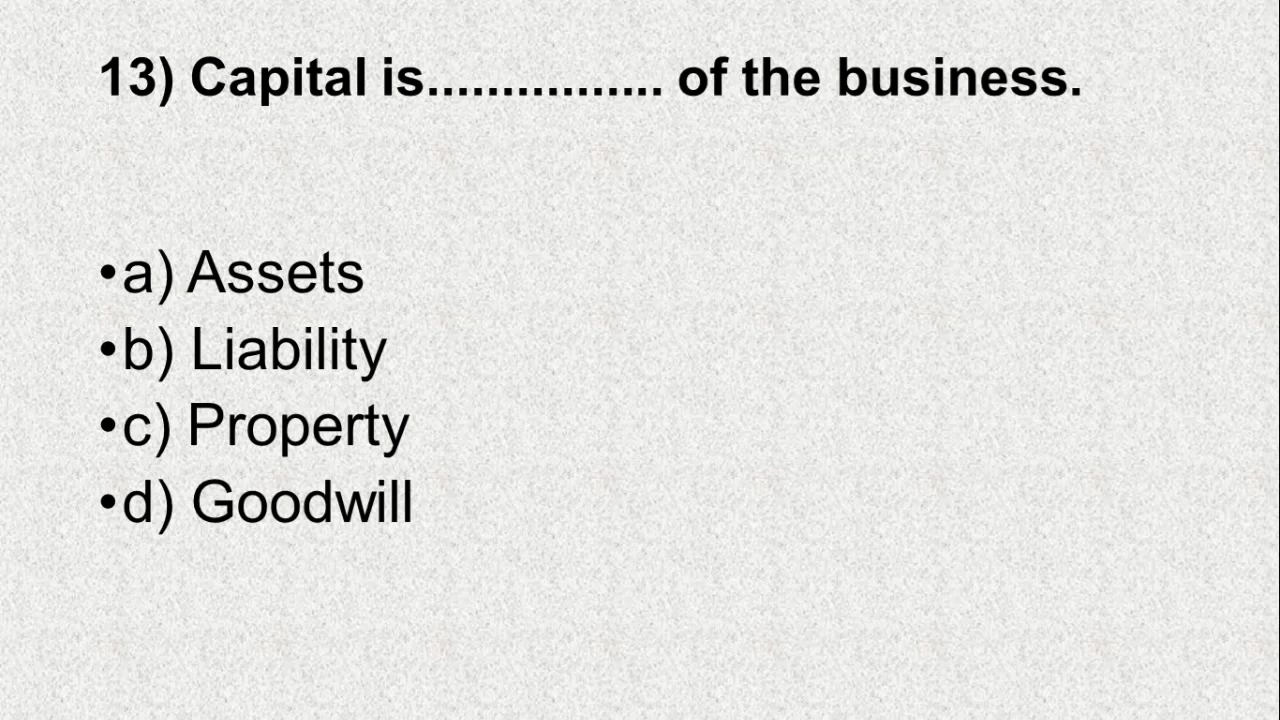 13) Capital is................ of the business.
•a) Assets
•b) Liability
•c) Property
•d) Goodwill